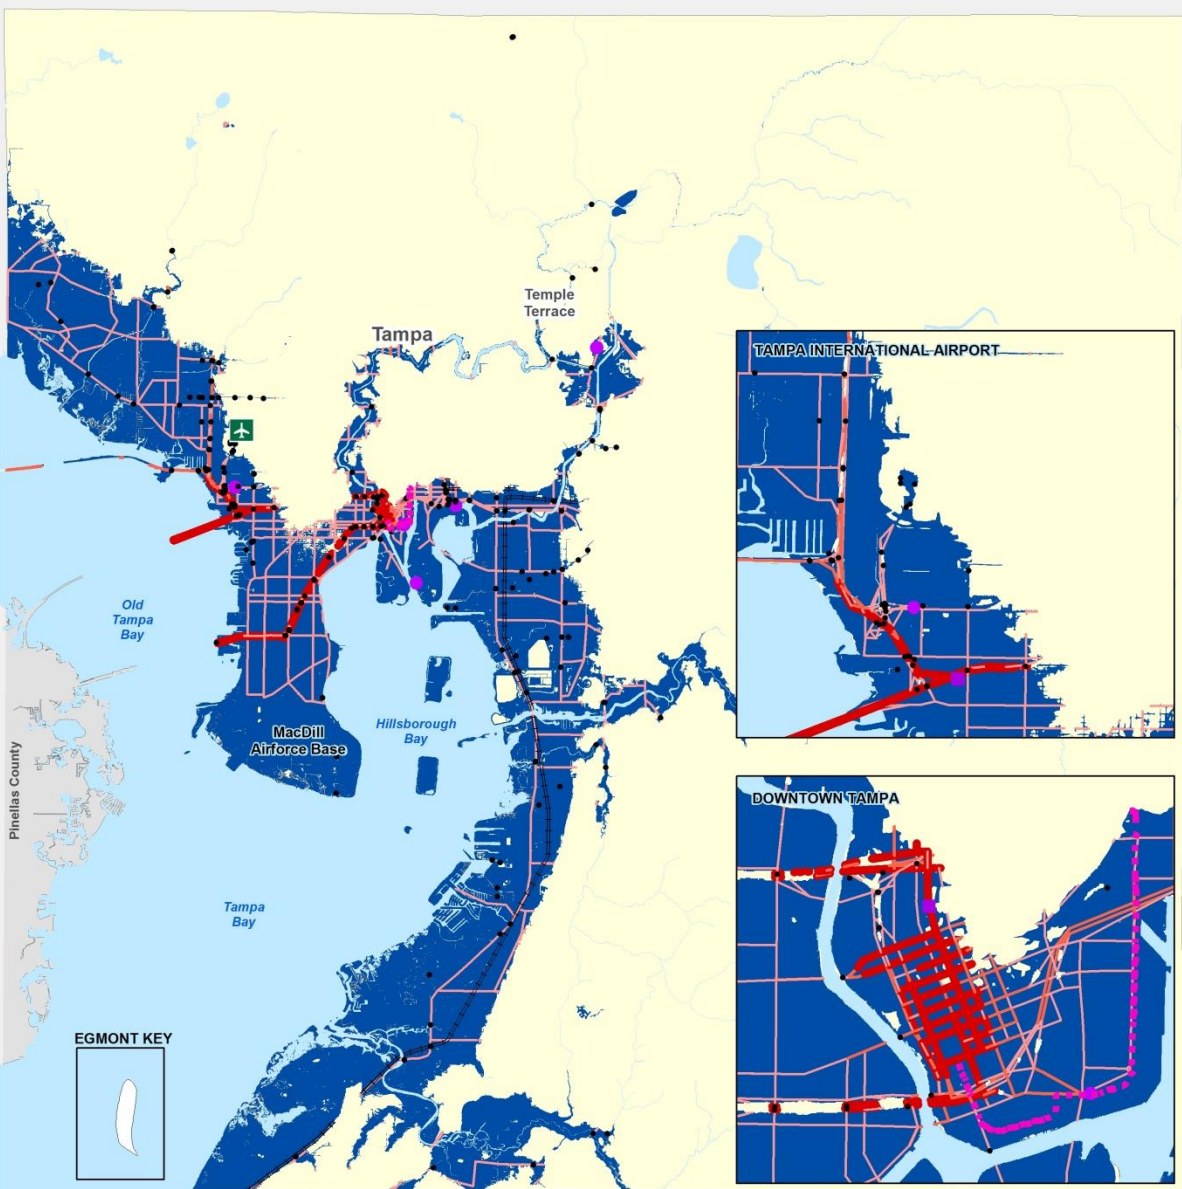 Temple
Terrace
Tampa
TAMPA INTERNATIONAL AIRPORT
Old
Tampa
Bay
MacDill
Airforce Base
Hillsborough
Bay
Pinellas County
DOWNTOWN TAMPA
Tampa
Bay
EGMONT KEY